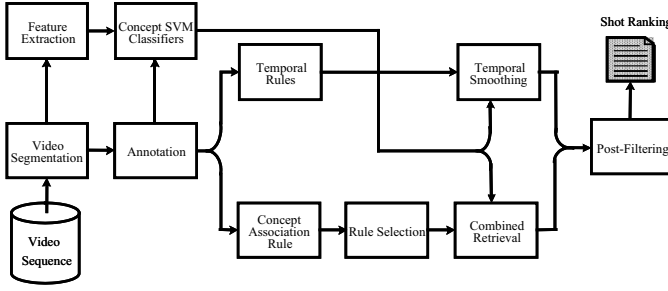 Shot Ranking
Feature
Extraction
Concept SVM
Classifiers
Temporal
Rules
Temporal
Smoothing
Video
Segmentation
Annotation
Post-Filtering
Concept
Association
Rule
Rule Selection
Combined
Retrieval
Video
Sequence